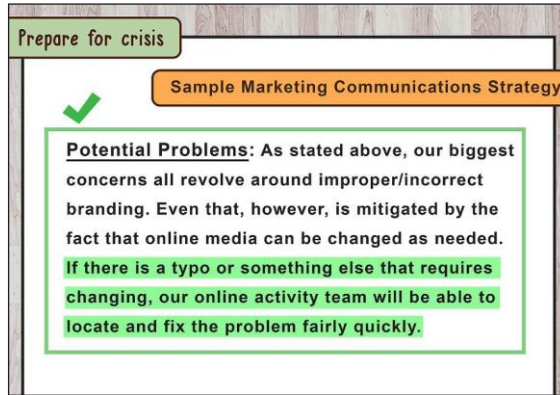 Prepare for crisis
Sample Marketing Communications Strategy
Potential Problems: As stated above, our biggest
concerns all revolve around improper/incorrect
branding. Even that, however, is mitigated by the
fact that online media can be changed as needed.
If there is a typo or something else that requires
changing, our online activity team will be able to
locate and fix the problem fairly quickly.